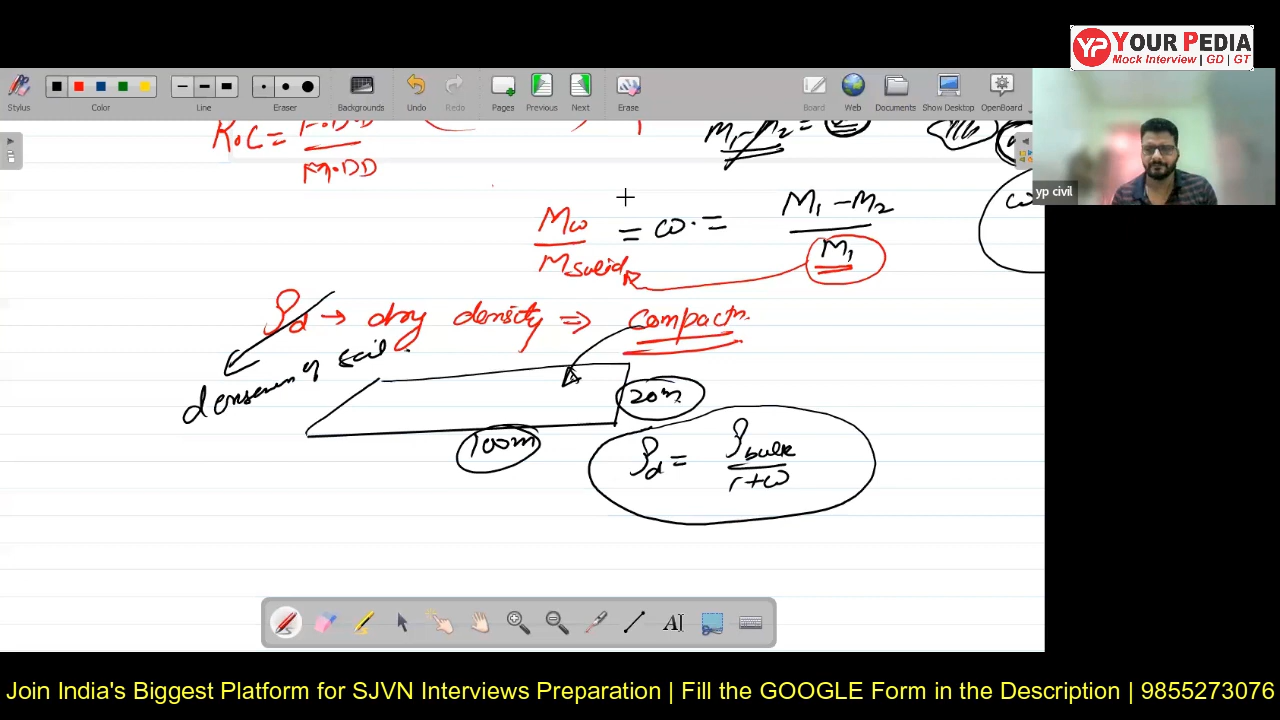 YP YOUR PEDIA
Mock Interview | GD | GT
Stylus Color Line Eraser Backgrounds Undo Redo Pages Previous Next Erase Board Web Documents Show Desktop OpenBoard
R.C = F.DD / M.DD
M1-M2 =
yp civil
Mω / Msolid = ω = M1 - M2 / M1
ω
ρd → dry density ⇒ compactn.
denseness of soil.
20m
100m
ρd = ρbulk / 1+ω
Join India's Biggest Platform for SJVN Interviews Preparation | Fill the GOOGLE Form in the Description | 9855273076